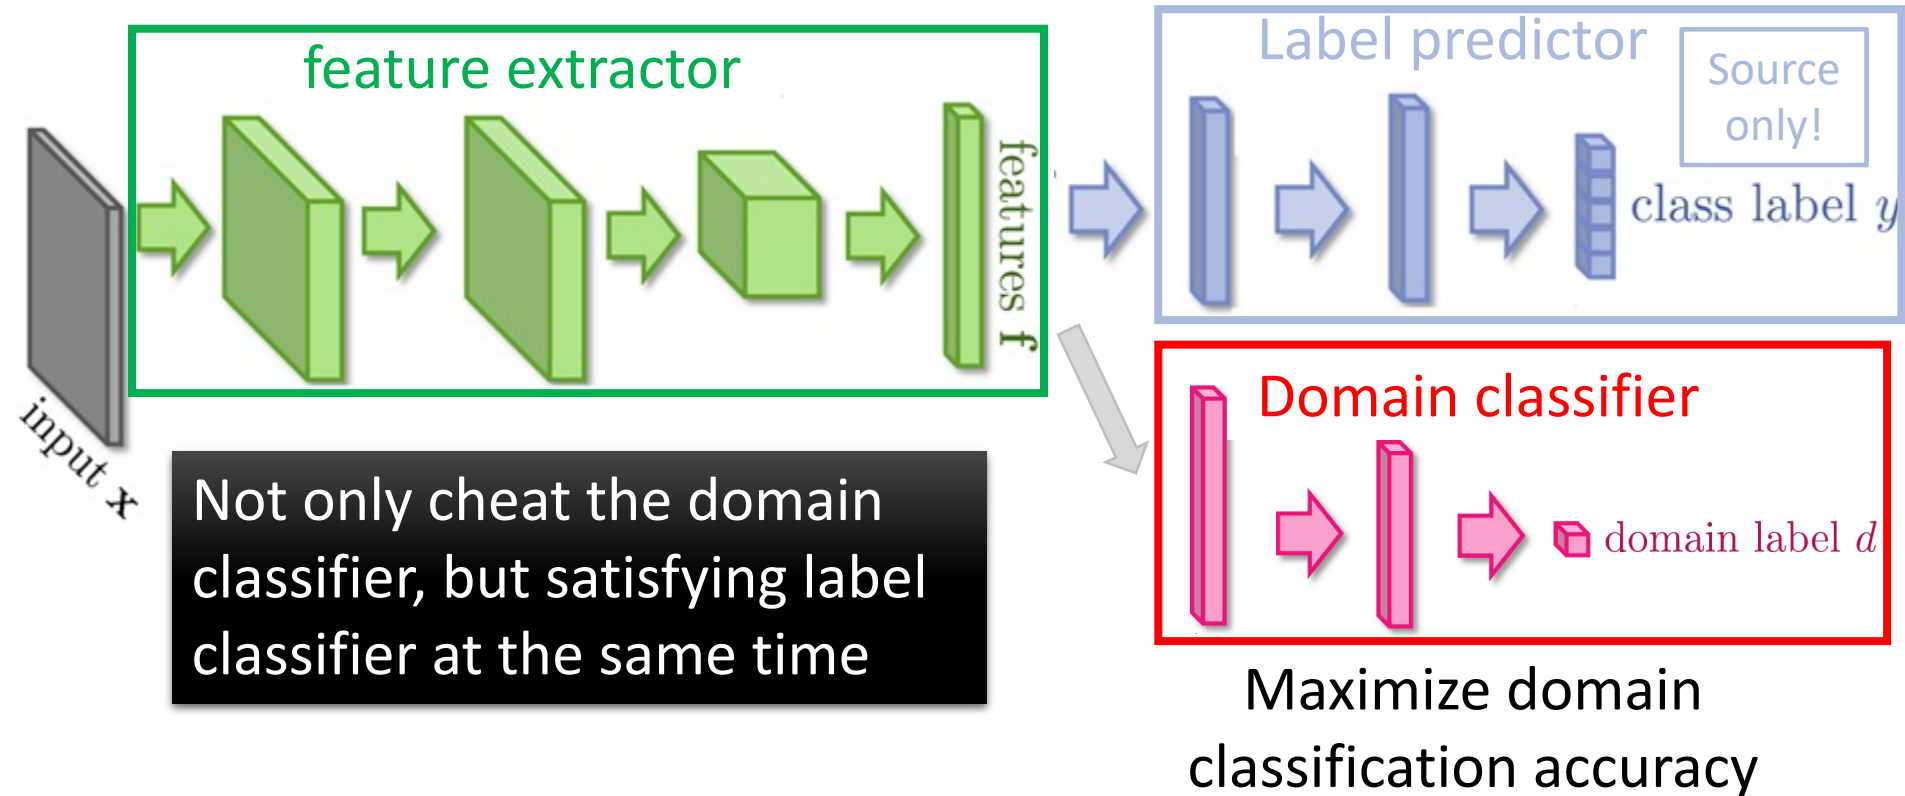 feature extractor
Label predictor
Source
only!
input x
features f
class label y
Domain classifier
domain label d
Not only cheat the domain
classifier, but satisfying label
classifier at the same time
Maximize domain
classification accuracy